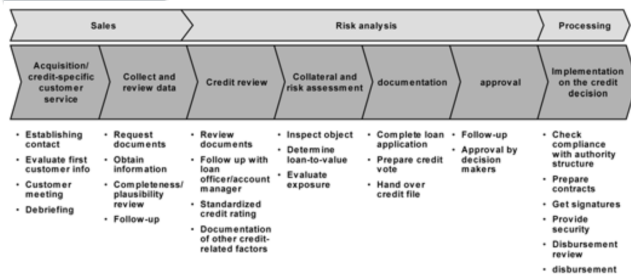 Sales
Risk analysis
Processing
Acquisition/
credit-specific
customer
service
Collect and
review data
Credit review
Collateral and
risk assessment
documentation
approval
Implementation
on the credit
decision
• Establishing
contact
• Evaluate first
customer info
• Customer
meeting
• Debriefing
• Request
documents
• Obtain
information
• Completeness/
plausibility
review
• Follow-up
• Review
documents
• Follow up with
loan
officer/account
manager
• Standardized
credit rating
• Documentation
of other credit-
related factors
• Inspect object
• Determine
loan-to-value
• Evaluate
exposure
• Complete loan
application
• Prepare credit
vote
• Hand over
credit file
• Follow-up
• Approval by
decision
makers
• Check
compliance
with authority
structure
• Prepare
contracts
• Get signatures
• Provide
security
• Disbursement
review
• disbursement